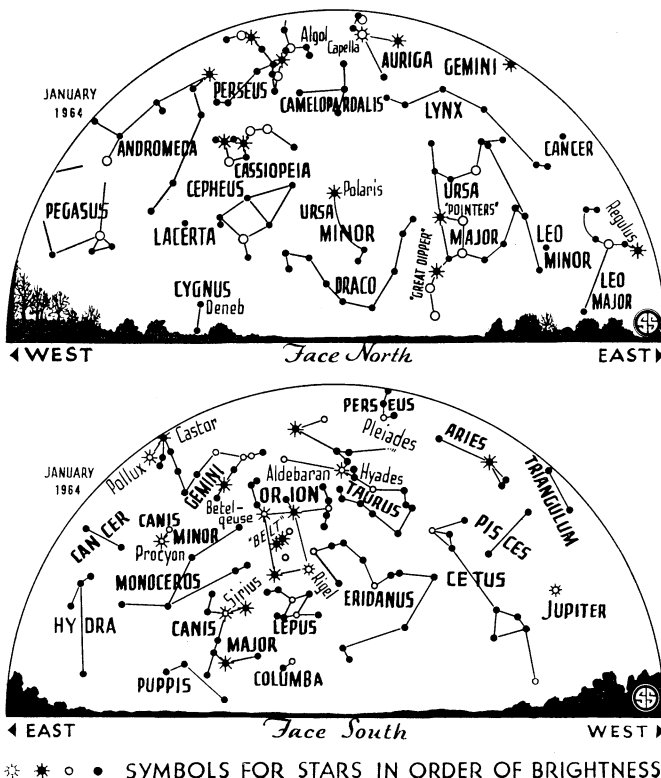 Algol
Capella
AURIGA
GEMINI
JANUARY
1964
PERSEUS
CAMELOPARDALIS
LYNX
ANDROMEDA
CASSIOPEIA
CANCER
CEPHEUS
Polaris
URSA
"POINTERS"
MAJOR
PEGASUS
URSA
MINOR
Regulus
LACERTA
LEO
MINOR
"GREAT DIPPER"
DRACO
LEO
MAJOR
CYGNUS
Deneb
SS
WEST
Face North
EAST
PERSEUS
Pleiades
ARIES
Castor
Pollux
JANUARY
1964
GEMINI
Aldebaran
Hyades
TRIANGULUM
ORION
TAURUS
Betel-
geuse
CANCER
CANIS
MINOR
Procyon
"BELT"
PISCES
MONOCEROS
Sirius
Rigel
ERIDANUS
CETUS
JUPITER
HYDRA
CANIS
MAJOR
LEPUS
PUPPIS
COLUMBA
SS
EAST
Face South
WEST
SYMBOLS FOR STARS IN ORDER OF BRIGHTNESS